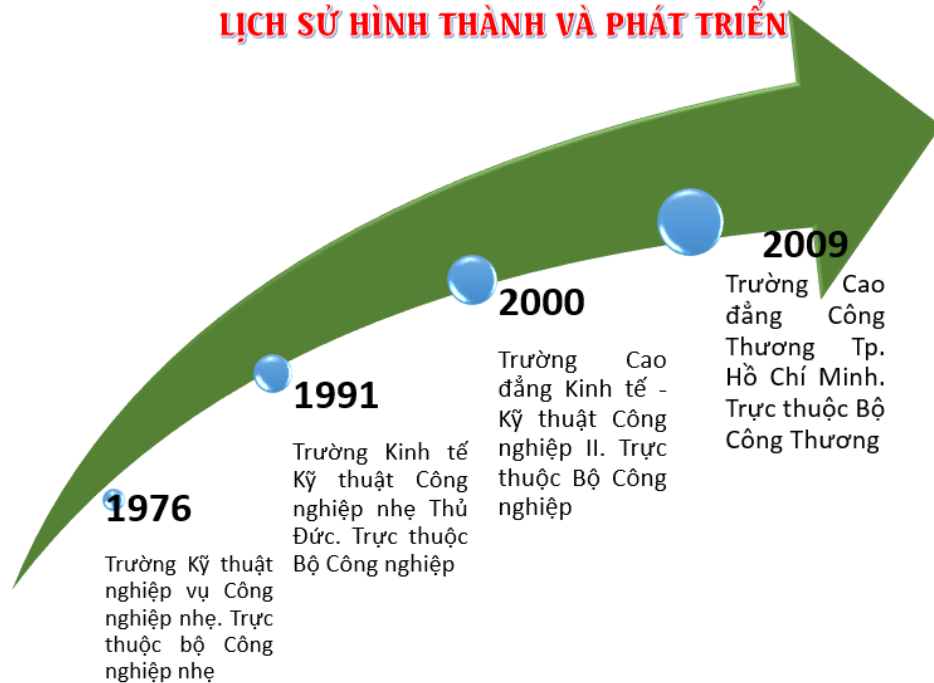 LỊCH SỬ HÌNH THÀNH VÀ PHÁT TRIỂN
1976
Trường Kỹ thuật
nghiệp vụ Công
nghiệp nhẹ. Trực
thuộc bộ Công
nghiệp nhẹ
1991
Trường Kinh tế
Kỹ thuật Công
nghiệp nhẹ Thủ
Đức. Trực thuộc
Bộ Công nghiệp
2000
Trường Cao
đẳng Kinh tế -
Kỹ thuật Công
nghiệp II. Trực
thuộc Bộ Công
nghiệp
2009
Trường Cao
đẳng Công
Thương Tp.
Hồ Chí Minh.
Trực thuộc Bộ
Công Thương